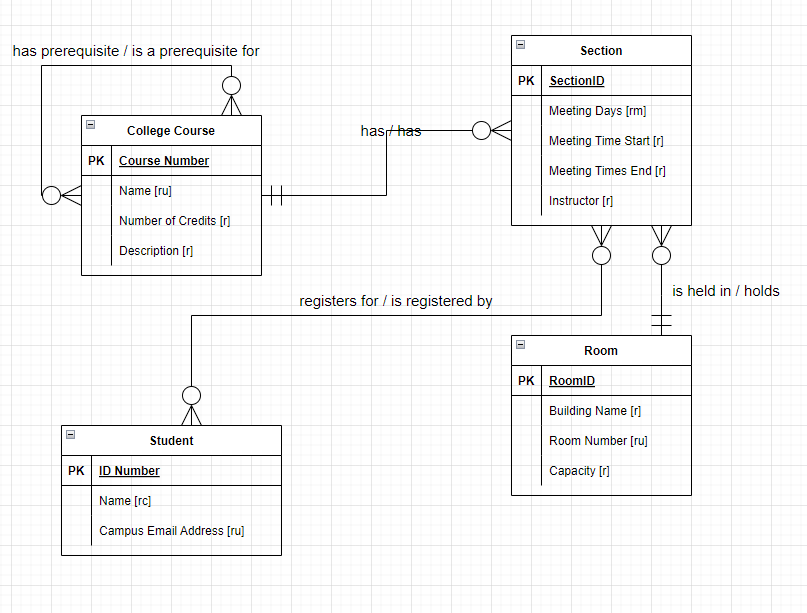 has prerequisite / is a prerequisite for
College Course
PK Course Number
Name [ru]
Number of Credits [r]
Description [r]
has / has
Section
PK SectionID
Meeting Days [rm]
Meeting Time Start [r]
Meeting Times End [r]
Instructor [r]
registers for / is registered by
is held in / holds
Room
PK RoomID
Building Name [r]
Room Number [ru]
Capacity [r]
Student
PK ID Number
Name [rc]
Campus Email Address [ru]